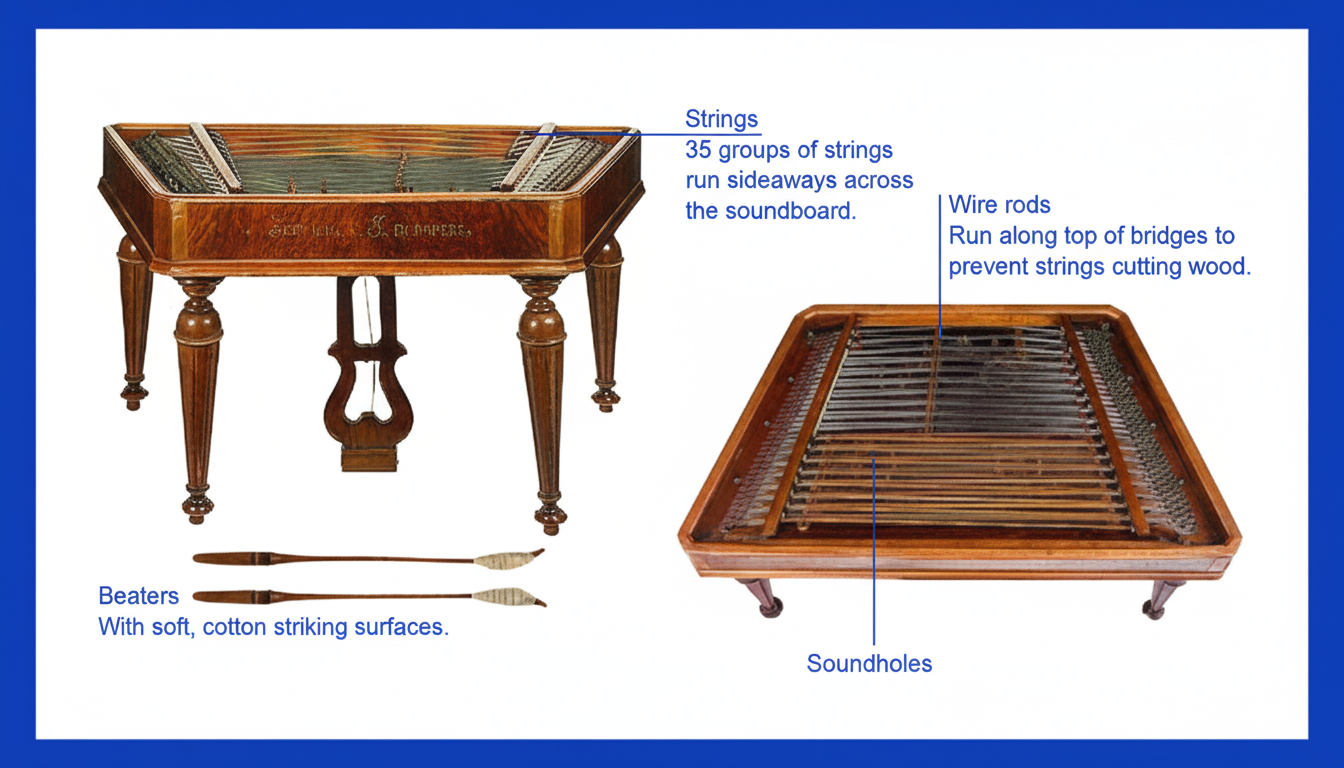 Strings
35 groups of strings
run sideaways across
the soundboard.
Wire rods
Run along top of bridges to
prevent strings cutting wood.
Beaters
With soft, cotton striking surfaces.
Soundholes